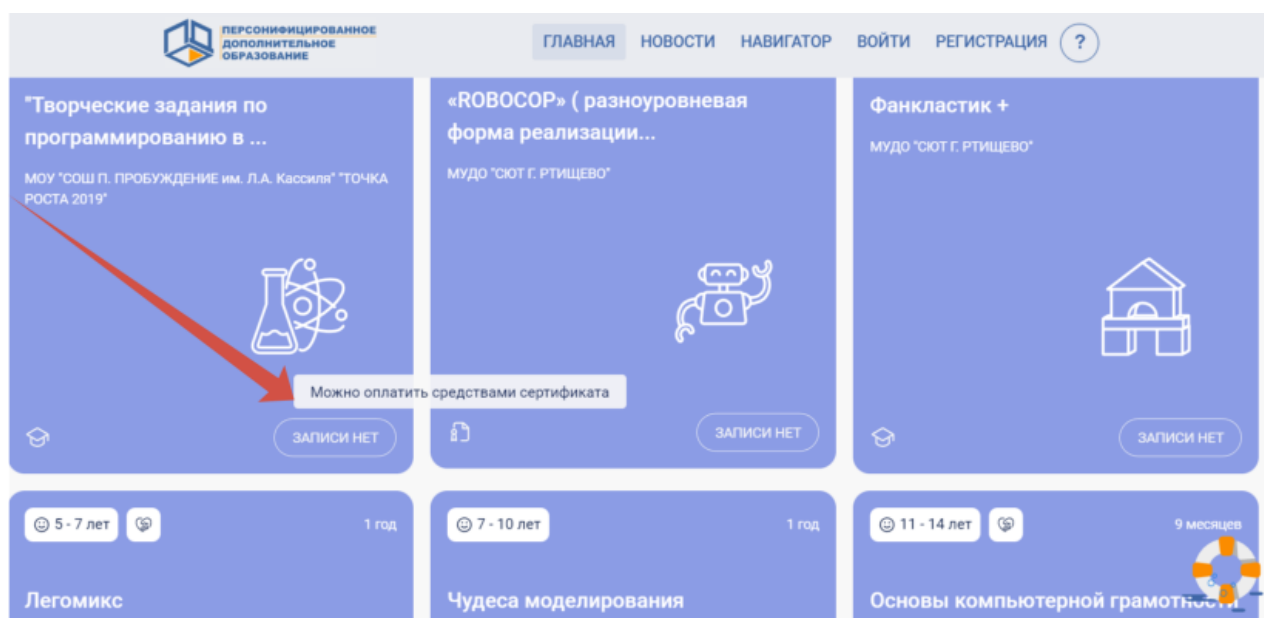 ПЕРСОНИФИЦИРОВАННОЕ
ДОПОЛНИТЕЛЬНОЕ
ОБРАЗОВАНИЕ
ГЛАВНАЯ НОВОСТИ НАВИГАТОР ВОЙТИ РЕГИСТРАЦИЯ ?
"Творческие задания по
программированию в ...
МОУ "СОШ П. ПРОБУЖДЕНИЕ им. Л.А. Кассиля" "ТОЧКА
РОСТА 2019"
«ROBOCOP» ( разноуровневая
форма реализации...
МУДО "СЮТ Г. РТИЩЕВО"
Фанкластик +
МУДО "СЮТ Г. РТИЩЕВО"
Можно оплатить средствами сертификата
ЗАПИСИ НЕТ
ЗАПИСИ НЕТ
ЗАПИСИ НЕТ
5 - 7 лет 1 год
Легомикс
7 - 10 лет 1 год
Чудеса моделирования
11 - 14 лет 9 месяцев
Основы компьютерной грамотности